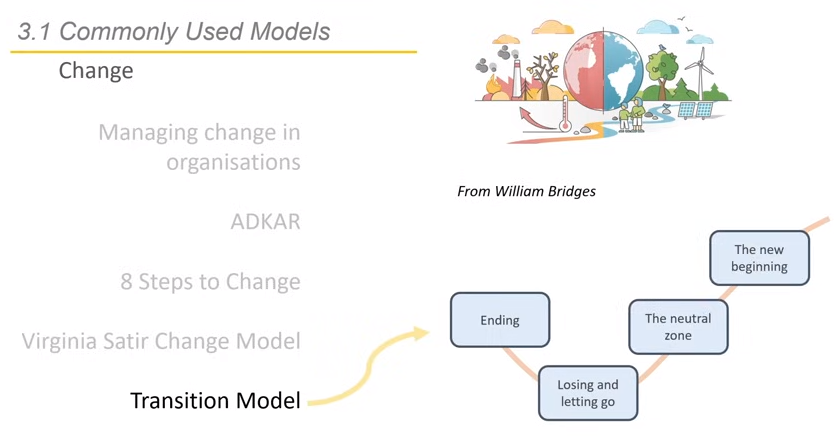 3.1 Commonly Used Models
Change
Managing change in
organisations
ADKAR
8 Steps to Change
Virginia Satir Change Model
Transition Model
From William Bridges
Ending
Losing and
letting go
The neutral
zone
The new
beginning